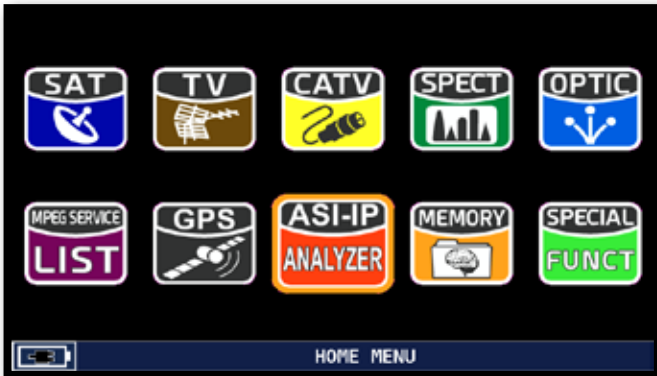 SAT TV CATV SPECT OPTIC
MPEG SERVICE GPS ASI-IP MEMORY SPECIAL
LIST ANALYZER FUNCT
HOME MENU